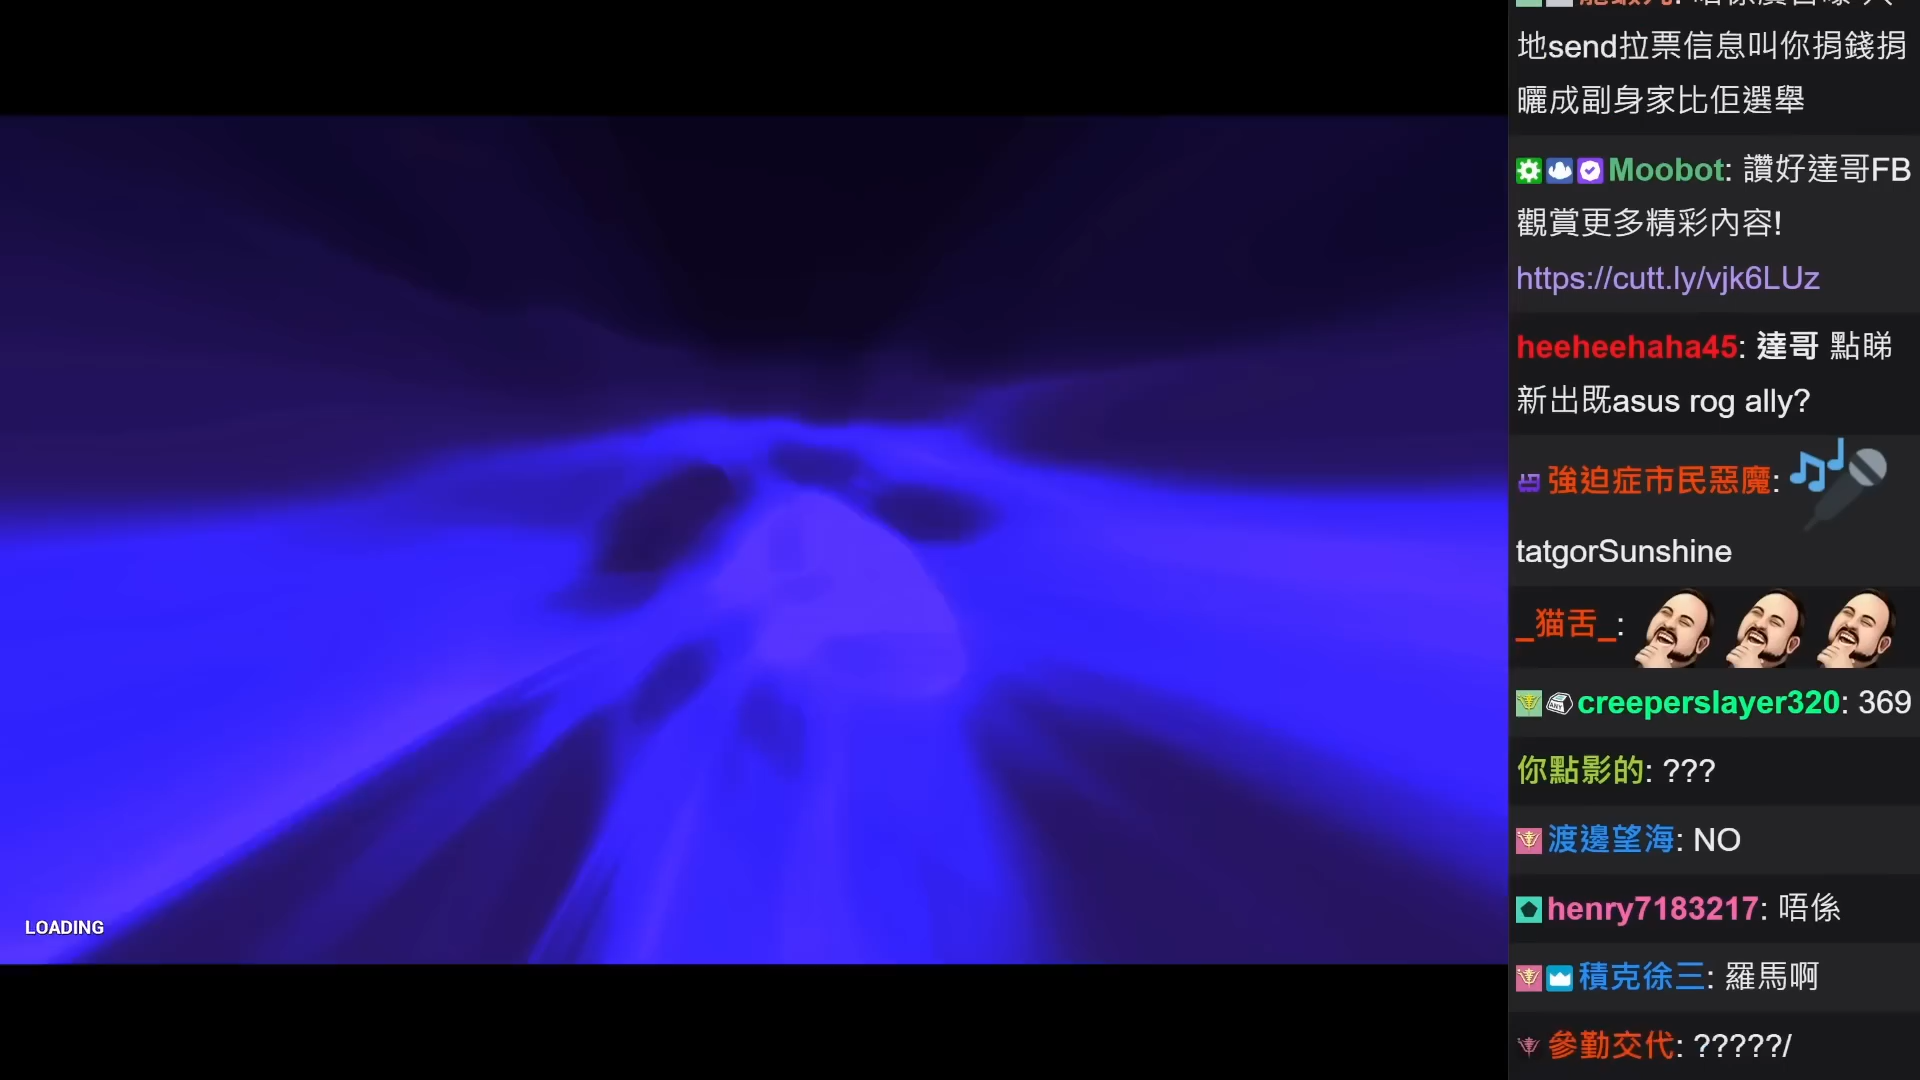 地send拉票信息叫你捐錢捐
曬成副身家比佢選舉
Moobot: 讚好達哥FB
觀賞更多精彩內容!
https://cutt.ly/vjk6LUz
heeheehaha45: 達哥 點睇
新出既asus rog ally?
強迫症市民惡魔:
tatgorSunshine
_猫舌_:
creeperslayer320: 369
你點影的: ???
渡邊望海: NO
henry7183217: 唔係
積克徐三: 羅馬啊
參勤交代: ?????/
LOADING